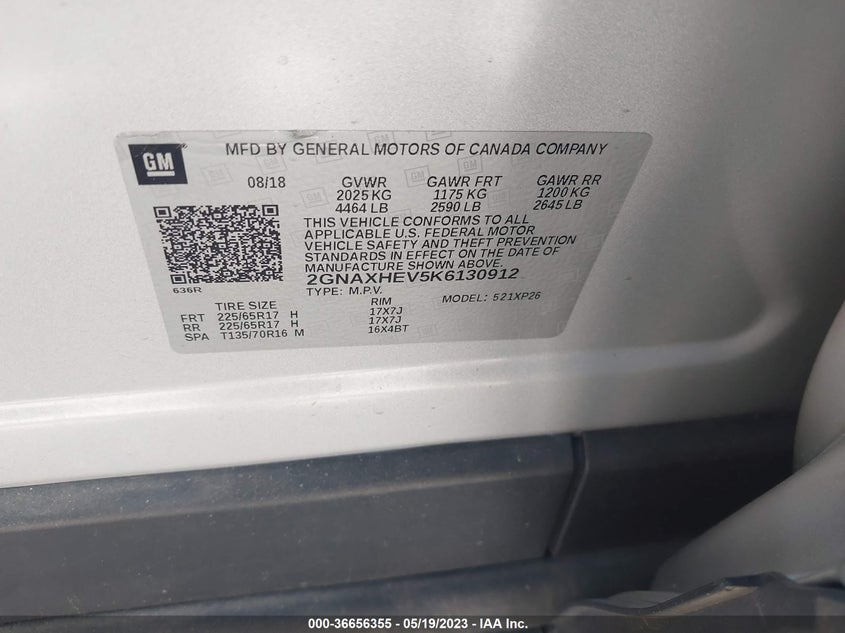 GM MFD BY GENERAL MOTORS OF CANADA COMPANY
08/18 GVWR GAWR FRT GAWR RR
2025 KG 1175 KG 1200 KG
4464 LB 2590 LB 2645 LB
THIS VEHICLE CONFORMS TO ALL
APPLICABLE U.S. FEDERAL MOTOR
VEHICLE SAFETY AND THEFT PREVENTION
STANDARDS IN EFFECT ON THE DATE OF
MANUFACTURE SHOWN ABOVE.
2GNAXHEV5K6130912
636R
TYPE: M.P.V. MODEL: 521XP26
TIRE SIZE RIM
FRT 225/65R17 H 17X7J
RR 225/65R17 H 17X7J
SPA T135/70R16 M 16X4BT
000-36656355 - 05/19/2023 - IAA Inc.